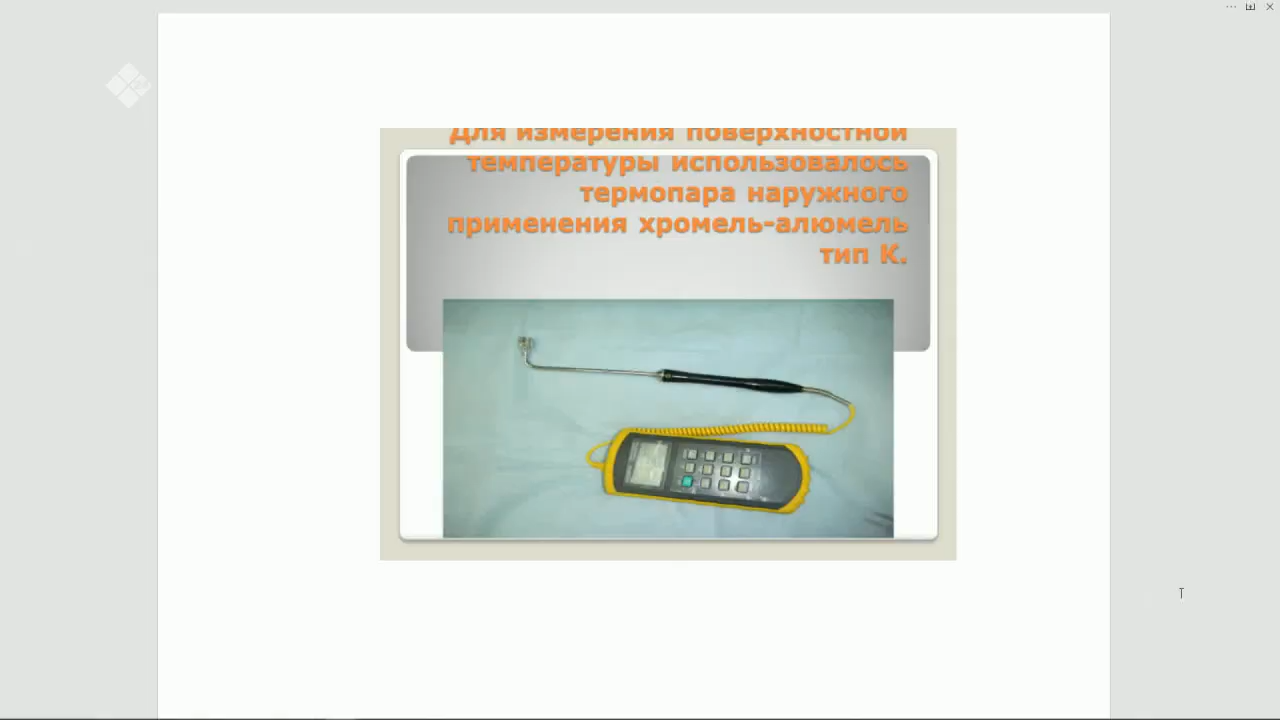 Для измерения поверхностной
температуры использовалось
термопара наружного
применения хромель-алюмель
тип К.